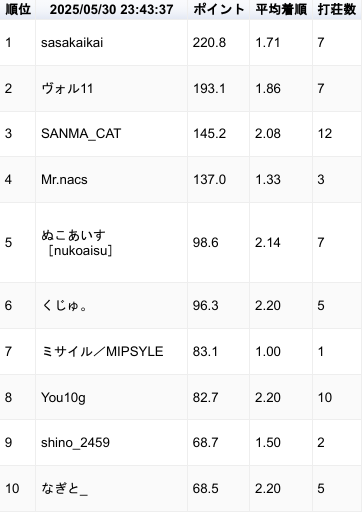 順位 2025/05/30 23:43:37 ポイント 平均着順 打荘数
1 sasakaikai 220.8 1.71 7
2 ヴォル11 193.1 1.86 7
3 SANMA_CAT 145.2 2.08 12
4 Mr.nacs 137.0 1.33 3
5 ぬこあいす 98.6 2.14 7
［nukoaisu］
6 くじゅ。 96.3 2.20 5
7 ミサイル／MIPSYLE 83.1 1.00 1
8 You10g 82.7 2.20 10
9 shino_2459 68.7 1.50 2
10 なぎと_ 68.5 2.20 5